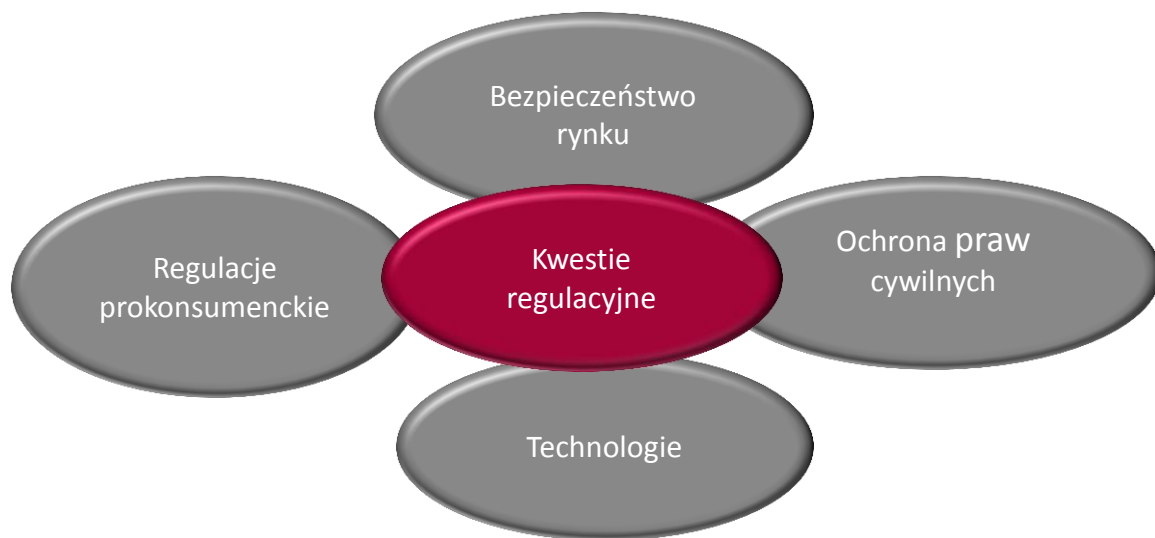 Bezpieczeństwo
rynku
Regulacje
prokonsumenckie
Kwestie
regulacyjne
Ochrona praw
cywilnych
Technologie